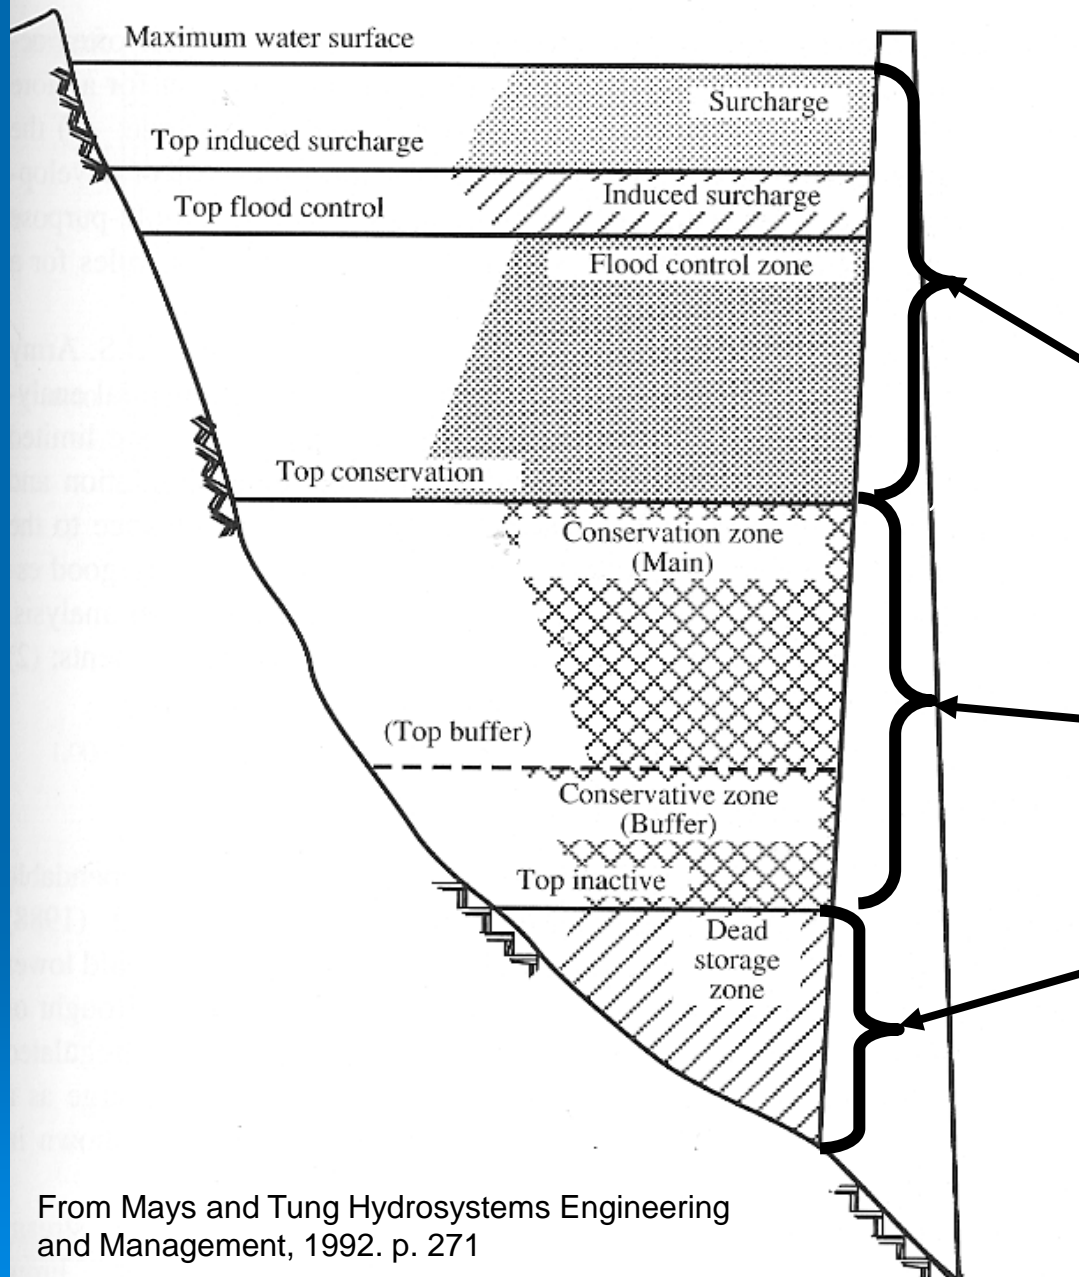 Maximum water surface
Surcharge
Top induced surcharge
Induced surcharge
Top flood control
Flood control zone
Top conservation
Conservation zone
(Main)
(Top buffer)
Conservative zone
(Buffer)
Top inactive
Dead
storage
zone
From Mays and Tung Hydrosystems Engineering
and Management, 1992. p. 271